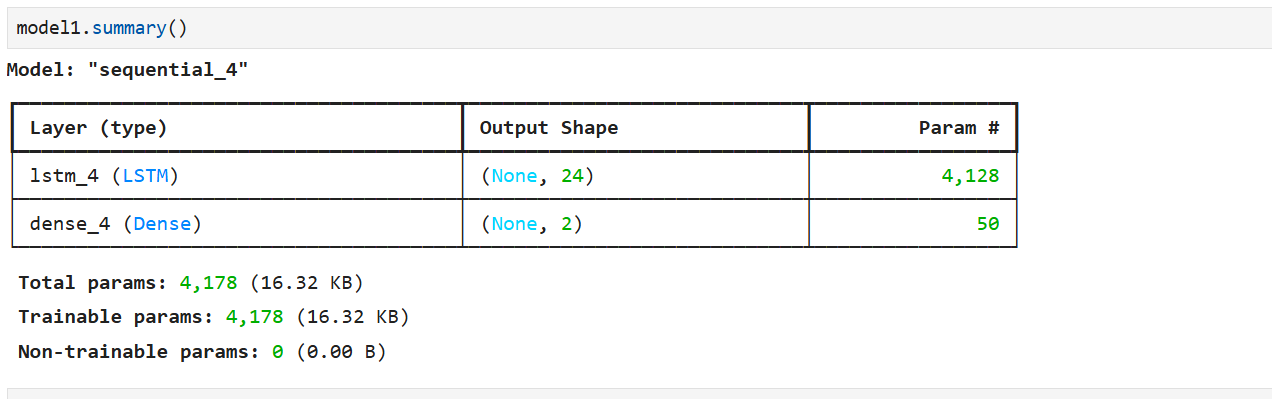 model1.summary()
Model: "sequential_4"
Layer (type) Output Shape Param #
lstm_4 (LSTM) (None, 24) 4,128
dense_4 (Dense) (None, 2) 50
Total params: 4,178 (16.32 KB)
Trainable params: 4,178 (16.32 KB)
Non-trainable params: 0 (0.00 B)